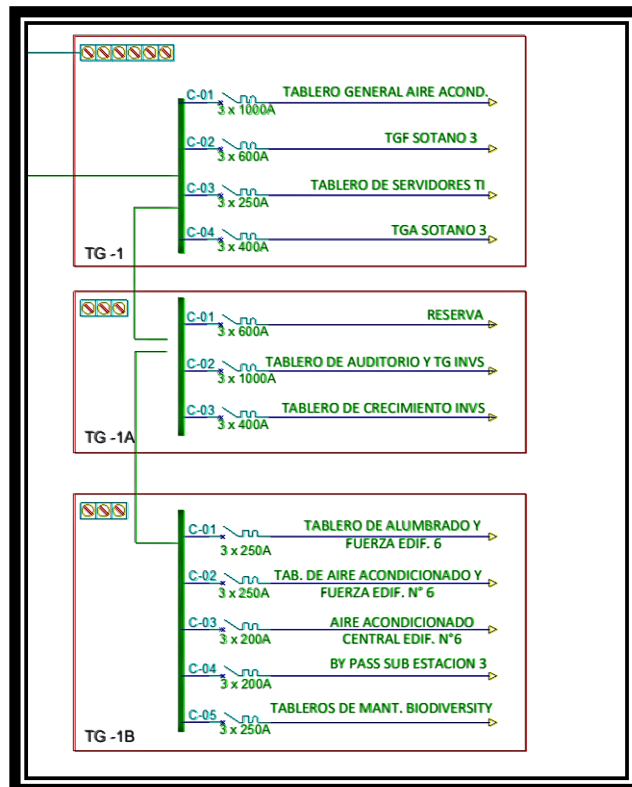 C-01 TABLERO GENERAL AIRE ACOND.
3 x 1000A
C-02 TGF SOTANO 3
3 x 600A
C-03 TABLERO DE SERVIDORES TI
3 x 250A
C-04 TGA SOTANO 3
3 x 400A
TG -1
C-01 RESERVA
3 x 600A
C-02 TABLERO DE AUDITORIO Y TG INVS
3 x 1000A
C-03 TABLERO DE CRECIMIENTO INVS
3 x 400A
TG -1A
C-01 TABLERO DE ALUMBRADO Y
FUERZA EDIF. 6
3 x 250A
C-02 TAB. DE AIRE ACONDICIONADO Y
FUERZA EDIF. N° 6
3 x 250A
C-03 AIRE ACONDICIONADO
CENTRAL EDIF. N°6
3 x 200A
C-04 BY PASS SUB ESTACION 3
3 x 200A
C-05 TABLEROS DE MANT. BIODIVERSITY
3 x 250A
TG -1B